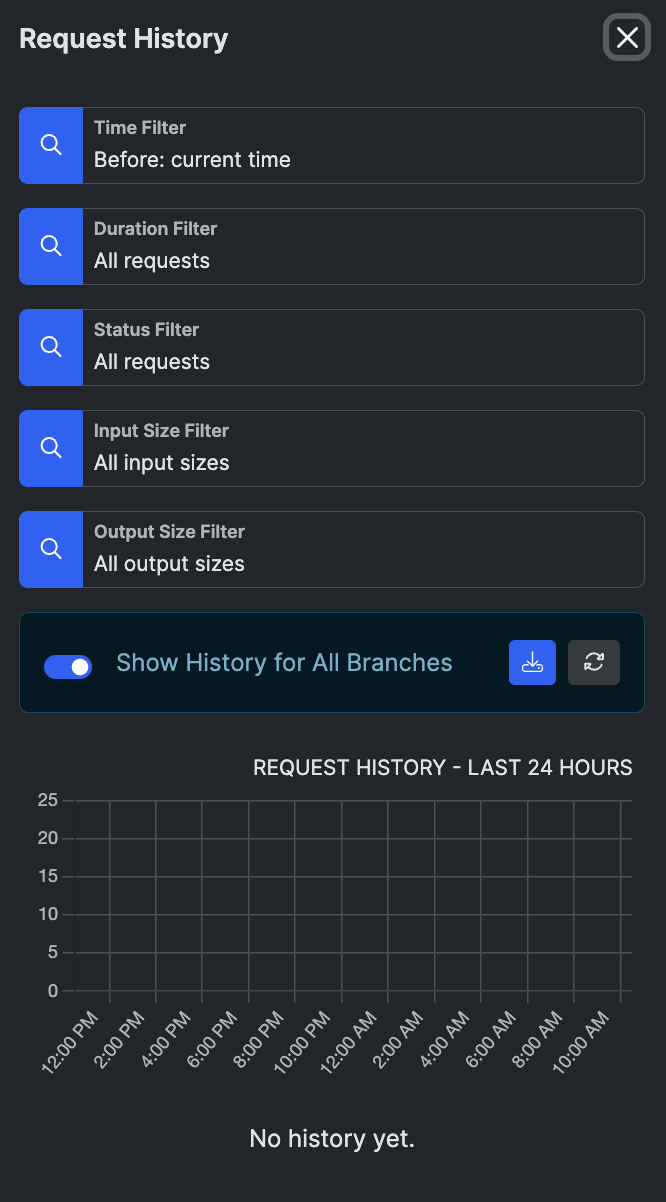 Request History
Time Filter
Before: current time
Duration Filter
All requests
Status Filter
All requests
Input Size Filter
All input sizes
Output Size Filter
All output sizes
Show History for All Branches
REQUEST HISTORY - LAST 24 HOURS
25
20
15
10
5
0
12:00 PM
2:00 PM
4:00 PM
6:00 PM
8:00 PM
10:00 PM
12:00 AM
2:00 AM
4:00 AM
6:00 AM
8:00 AM
10:00 AM
No history yet.